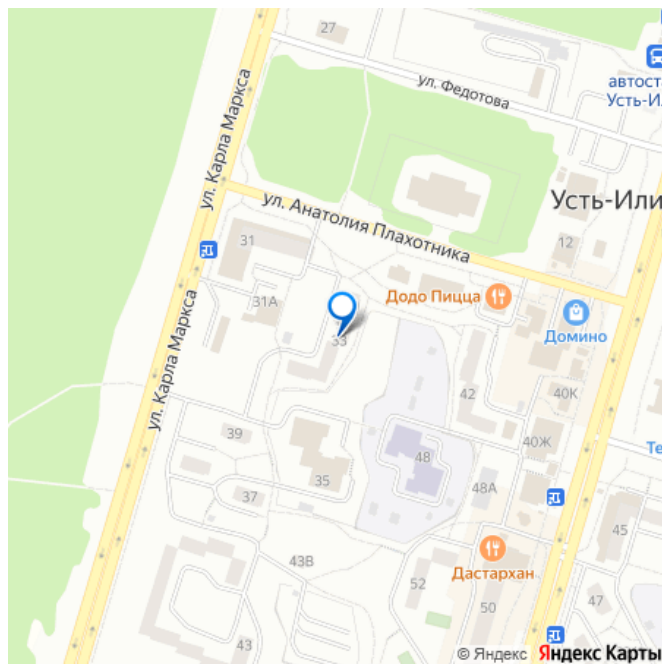 27
ул. Федотова
автоста
Усть-Ил
ул. Карла Маркса
ул. Анатолия Плахотника
Усть-Или
12
31
31А
Додо Пицца
Домино
33
ул. Карла Маркса
42
40К
39
40Ж
Те
35
48
48А
37
45
43В
Дастархан
52
47
50
43
© Яндекс Яндекс Карты